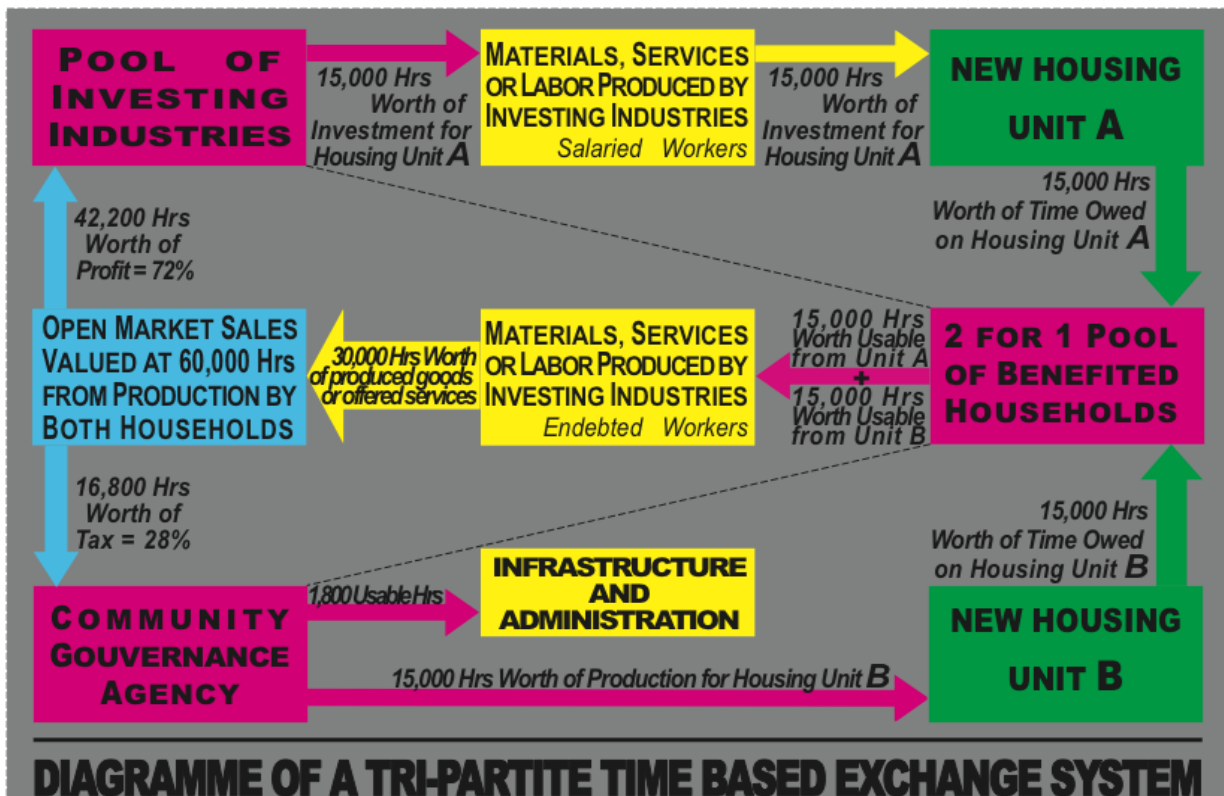 POOL OF
INVESTING
INDUSTRIES
15,000 Hrs
Worth of
Investment for
Housing Unit A
MATERIALS, SERVICES
OR LABOR PRODUCED BY
INVESTING INDUSTRIES
Salaried Workers
15,000 Hrs
Worth of
Investment for
Housing Unit A
NEW HOUSING
UNIT A
42,200 Hrs
Worth of
Profit = 72%
15,000 Hrs
Worth of Time Owed
on Housing Unit A
OPEN MARKET SALES
VALUED AT 60,000 Hrs
FROM PRODUCTION BY
BOTH HOUSEHOLDS
30,000 Hrs Worth
of produced goods
or offered services
MATERIALS, SERVICES
OR LABOR PRODUCED BY
INVESTING INDUSTRIES
Endebted Workers
15,000 Hrs
Worth Usable
from Unit A
+
15,000 Hrs
Worth Usable
from Unit B
2 FOR 1 POOL
OF BENEFITED
HOUSEHOLDS
16,800 Hrs
Worth of
Tax = 28%
15,000 Hrs
Worth of Time Owed
on Housing Unit B
COMMUNITY
GOUVERNANCE
AGENCY
1,800 Usable Hrs
INFRASTRUCTURE
AND
ADMINISTRATION
15,000 Hrs Worth of Production for Housing Unit B
NEW HOUSING
UNIT B
DIAGRAMME OF A TRI-PARTITE TIME BASED EXCHANGE SYSTEM